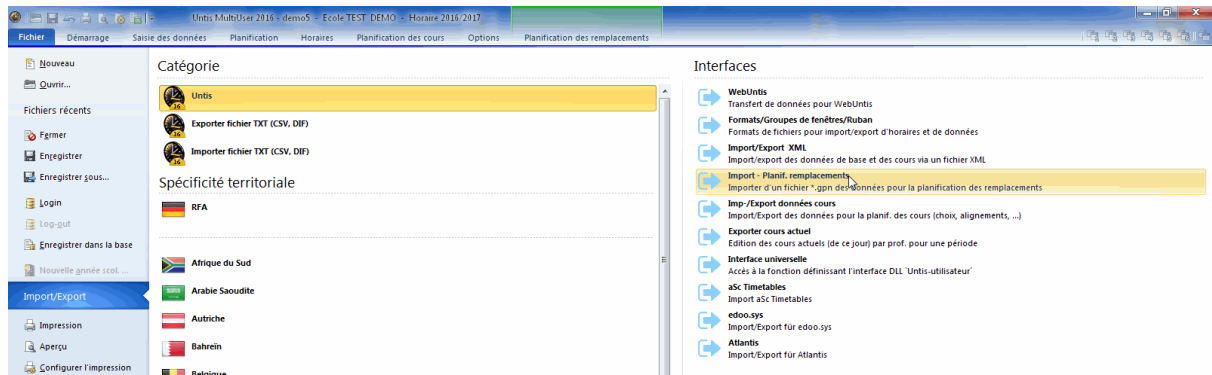 Untis MultiUser 2016 - demo5 - Ecole TEST DEMO - Horaire 2016/2017
Fichier Démarrage Saisie des données Planification Horaires Planification des cours Options Planification des remplacements
Nouveau
Ouvrir...
Fichiers récents
Fermer
Enregistrer
Enregistrer sous...
Login
Log-out
Enregistrer dans la base
Nouvelle année scol. ...
Import/Export
Impression
Aperçu
Configurer l'impression
Catégorie
Untis
Exporter fichier TXT (CSV, DIF)
Importer fichier TXT (CSV, DIF)
Spécificité territoriale
RFA
Afrique du Sud
Arabie Saoudite
Autriche
Bahreïn
Belgique
Interfaces
WebUntis
Transfert de données pour WebUntis
Formats/Groupes de fenêtres/Ruban
Formats de fichiers pour import/export d'horaires et de données
Import/Export XML
Import/export des données de base et des cours via un fichier XML
Import - Planif. remplacements
Importer d'un fichier *.gpn des données pour la planification des remplacements
Imp-/Export données cours
Import/Export des données pour la planif. des cours (choix, alignements, ...)
Exporter cours actuel
Edition des cours actuels (de ce jour) par prof. pour une période
Interface universelle
Accès à la fonction définissant l'interface DLL `Untis-utilisateur´
aSc Timetables
Import aSc Timetables
edoo.sys
Import/Export für edoo.sys
Atlantis
Import/Export für Atlantis